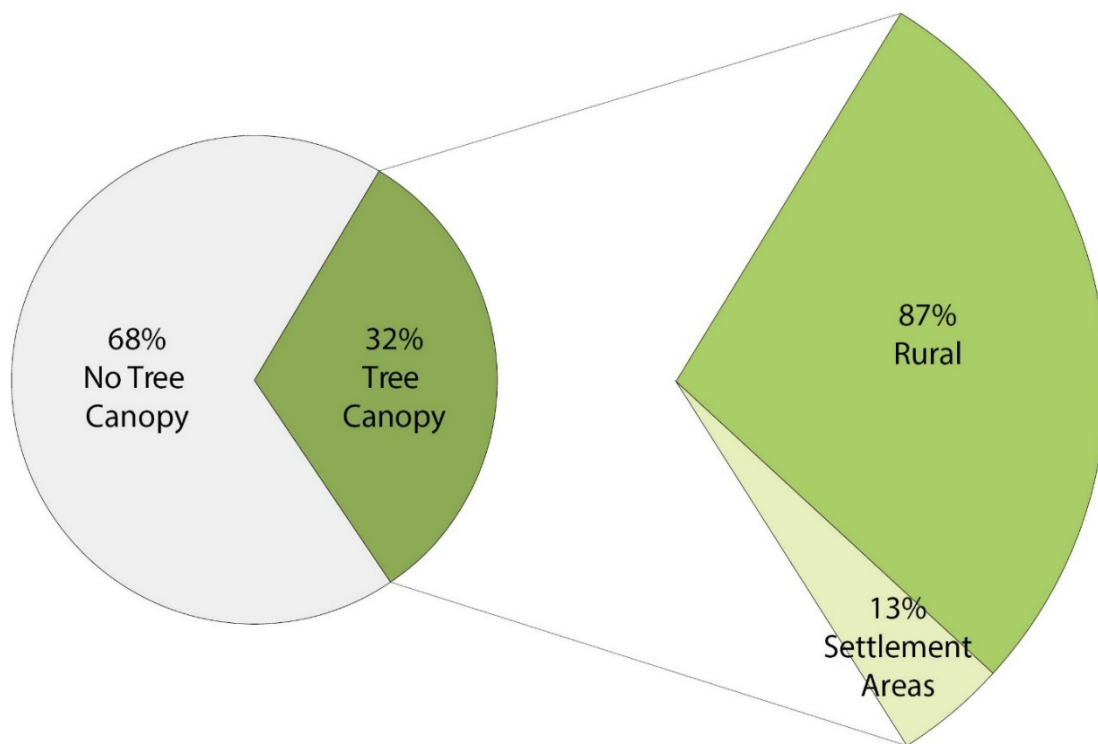 68%
No Tree
Canopy
32%
Tree
Canopy
87%
Rural
13%
Settlement
Areas